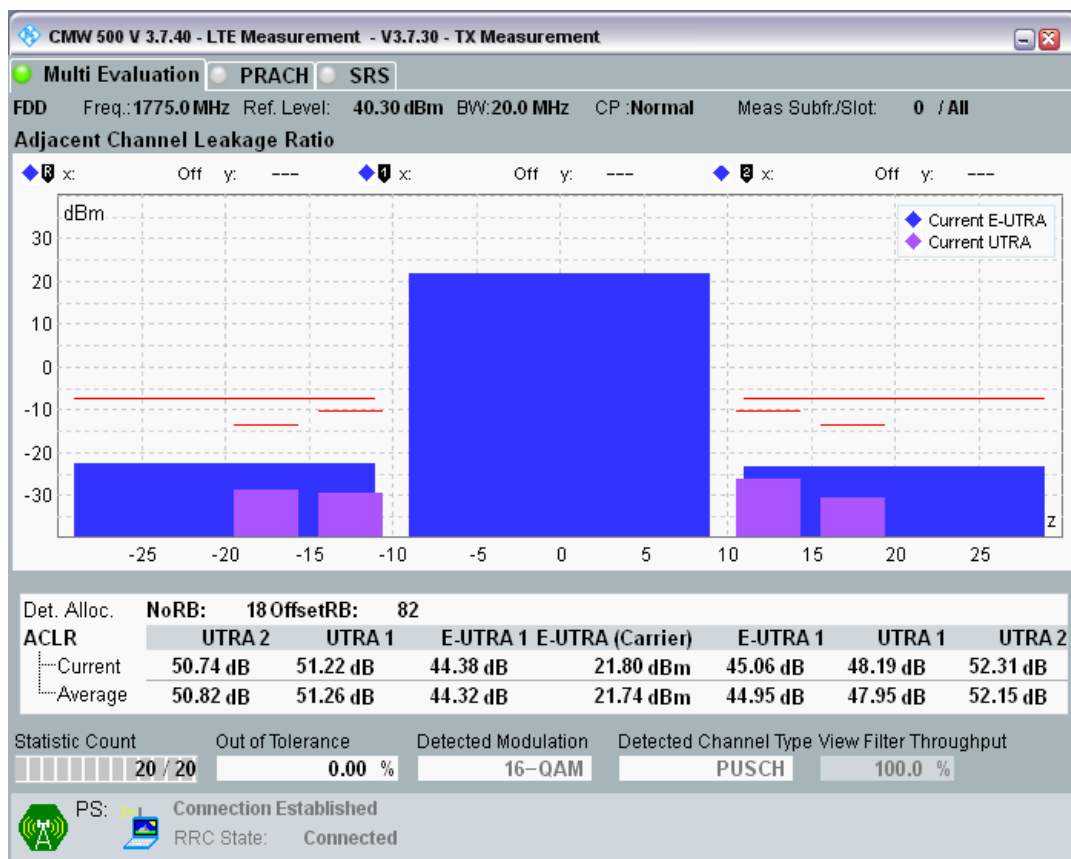 CMW 500 V 3.7.40 - LTE Measurement - V3.7.30 - TX Measurement
Multi Evaluation PRACH SRS
FDD Freq.: 1775.0 MHz Ref. Level: 40.30 dBm BW: 20.0 MHz CP : Normal Meas Subfr./Slot: 0 / All
Adjacent Channel Leakage Ratio
R x: Off y: --- 1 x: Off y: --- 2 x: Off y: ---
dBm
Current E-UTRA
Current UTRA
30
20
10
0
-10
-20
-30
z
-25 -20 -15 -10 -5 0 5 10 15 20 25
Det. Alloc. NoRB: 18 OffsetRB: 82
ACLR UTRA 2 UTRA 1 E-UTRA 1 E-UTRA (Carrier) E-UTRA 1 UTRA 1 UTRA 2
Current 50.74 dB 51.22 dB 44.38 dB 21.80 dBm 45.06 dB 48.19 dB 52.31 dB
Average 50.82 dB 51.26 dB 44.32 dB 21.74 dBm 44.95 dB 47.95 dB 52.15 dB
Statistic Count Out of Tolerance Detected Modulation Detected Channel Type View Filter Throughput
20 / 20 0.00 % 16-QAM PUSCH 100.0 %
PS: Connection Established
RRC State: Connected